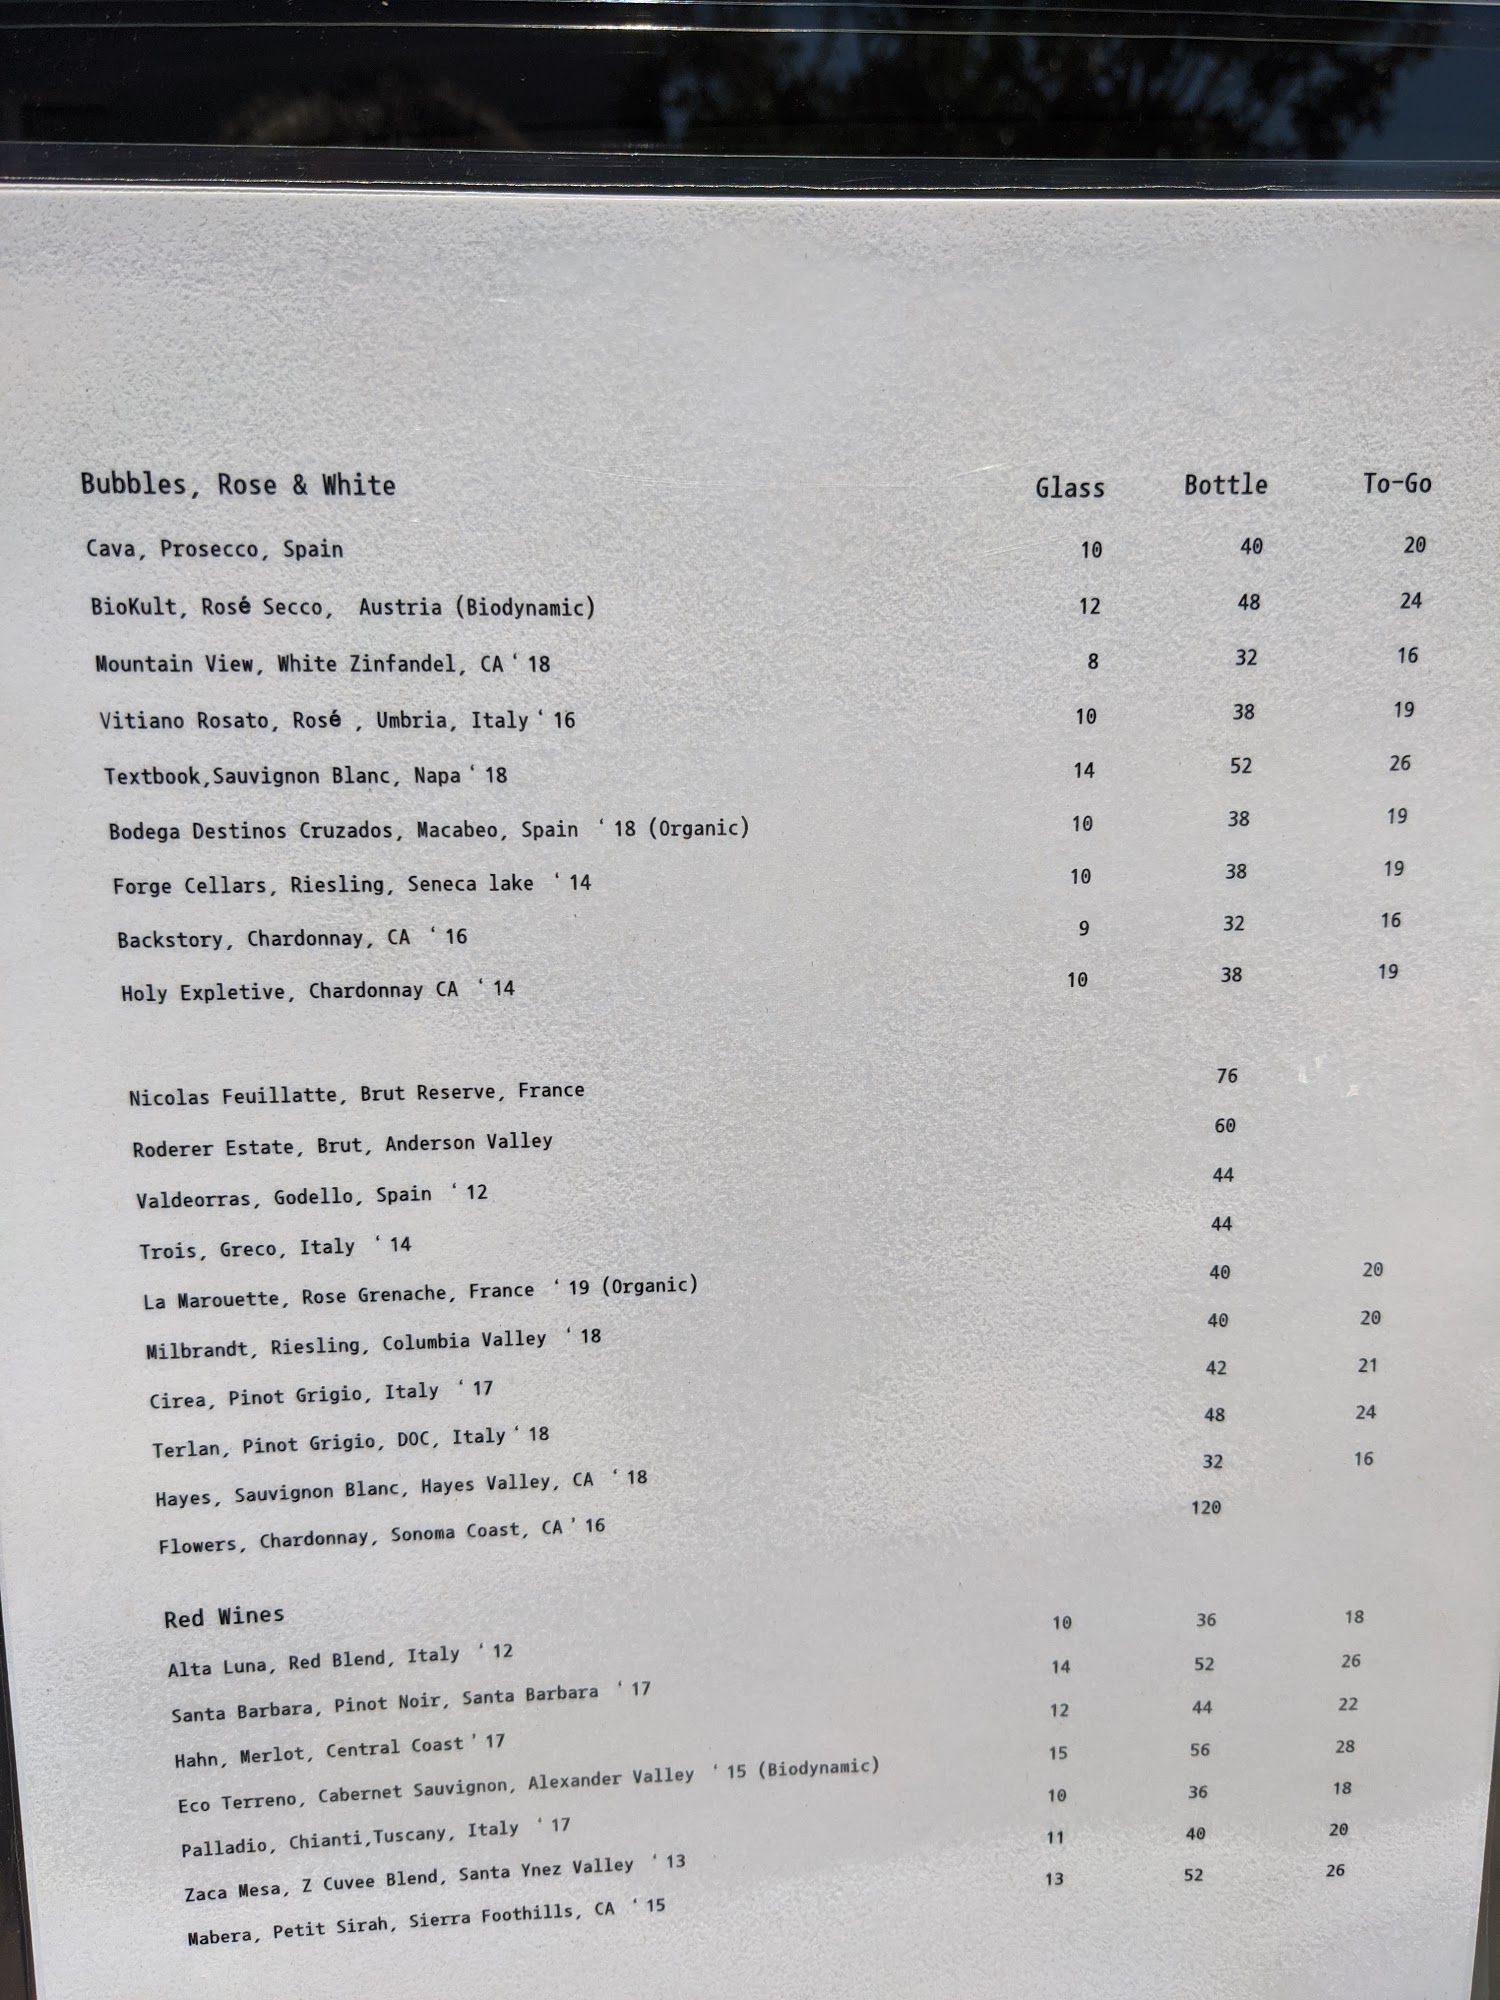 Bubbles, Rose & White Glass Bottle To-Go
Cava, Prosecco, Spain 10 40 20
BioKult, Rosé Secco, Austria (Biodynamic) 12 48 24
Mountain View, White Zinfandel, CA ‘18 8 32 16
Vitiano Rosato, Rosé , Umbria, Italy ‘16 10 38 19
Textbook,Sauvignon Blanc, Napa ‘18 14 52 26
Bodega Destinos Cruzados, Macabeo, Spain ‘18 (Organic) 10 38 19
Forge Cellars, Riesling, Seneca lake ‘14 10 38 19
Backstory, Chardonnay, CA ‘16 9 32 16
Holy Expletive, Chardonnay CA ‘14 10 38 19
Nicolas Feuillatte, Brut Reserve, France 76
Roderer Estate, Brut, Anderson Valley 60
Valdeorras, Godello, Spain ‘12 44
Trois, Greco, Italy ‘14 44
La Marouette, Rose Grenache, France ‘19 (Organic) 40 20
Milbrandt, Riesling, Columbia Valley ‘18 40 20
Cirea, Pinot Grigio, Italy ‘17 42 21
Terlan, Pinot Grigio, DOC, Italy ‘18 48 24
Hayes, Sauvignon Blanc, Hayes Valley, CA ‘18 32 16
Flowers, Chardonnay, Sonoma Coast, CA ’16 120
Red Wines
Alta Luna, Red Blend, Italy ‘12 10 36 18
Santa Barbara, Pinot Noir, Santa Barbara ‘17 14 52 26
Hahn, Merlot, Central Coast ’17 12 44 22
Eco Terreno, Cabernet Sauvignon, Alexander Valley ‘15 (Biodynamic) 15 56 28
Palladio, Chianti,Tuscany, Italy ‘17 10 36 18
Zaca Mesa, Z Cuvee Blend, Santa Ynez Valley ‘13 11 40 20
Mabera, Petit Sirah, Sierra Foothills, CA ‘15 13 52 26